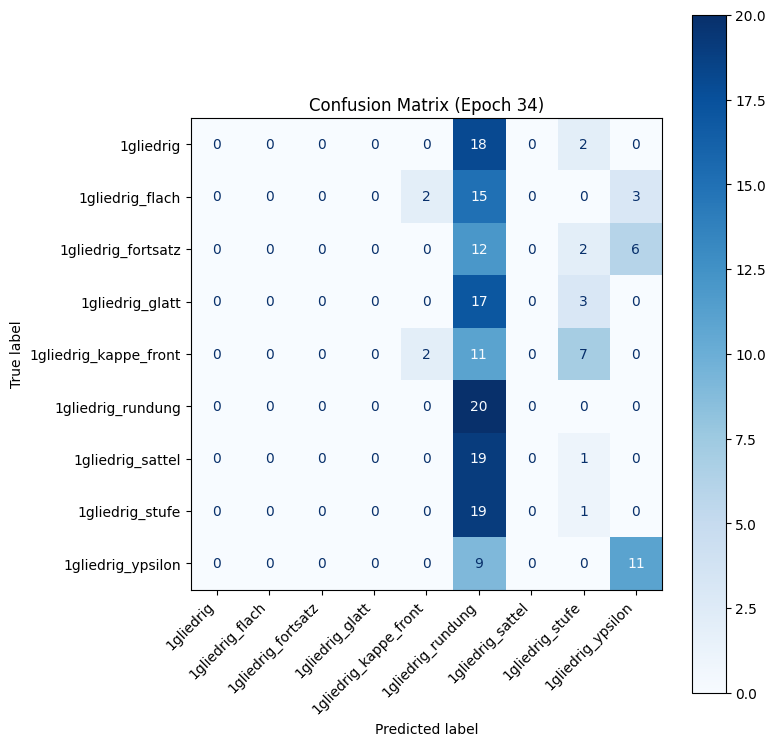 Confusion Matrix (Epoch 34)
True label
1gliedrig 0 0 0 0 0 18 0 2 0
1gliedrig_flach 0 0 0 0 2 15 0 0 3
1gliedrig_fortsatz 0 0 0 0 0 12 0 2 6
1gliedrig_glatt 0 0 0 0 0 17 0 3 0
1gliedrig_kappe_front 0 0 0 0 2 11 0 7 0
1gliedrig_rundung 0 0 0 0 0 20 0 0 0
1gliedrig_sattel 0 0 0 0 0 19 0 1 0
1gliedrig_stufe 0 0 0 0 0 19 0 1 0
1gliedrig_ypsilon 0 0 0 0 0 9 0 0 11
1gliedrig
1gliedrig_flach
1gliedrig_fortsatz
1gliedrig_glatt
1gliedrig_kappe_front
1gliedrig_rundung
1gliedrig_sattel
1gliedrig_stufe
1gliedrig_ypsilon
Predicted label
20.0
17.5
15.0
12.5
10.0
7.5
5.0
2.5
0.0